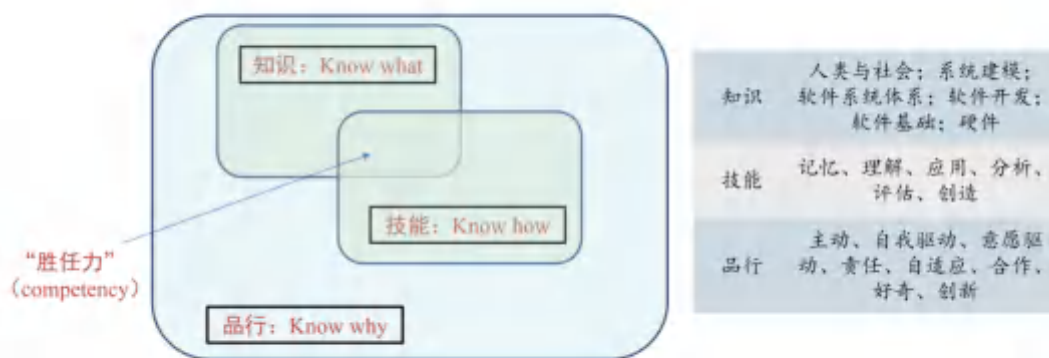 知识：Know what
技能：Know how
“胜任力”
（competency）
品行：Know why
知识
人类与社会；系统建模；
软件系统体系；软件开发；
软件基础；硬件
技能
记忆、理解、应用、分析、
评估、创造
品行
主动、自我驱动、意愿驱
动、责任、自适应、合作、
好奇、创新